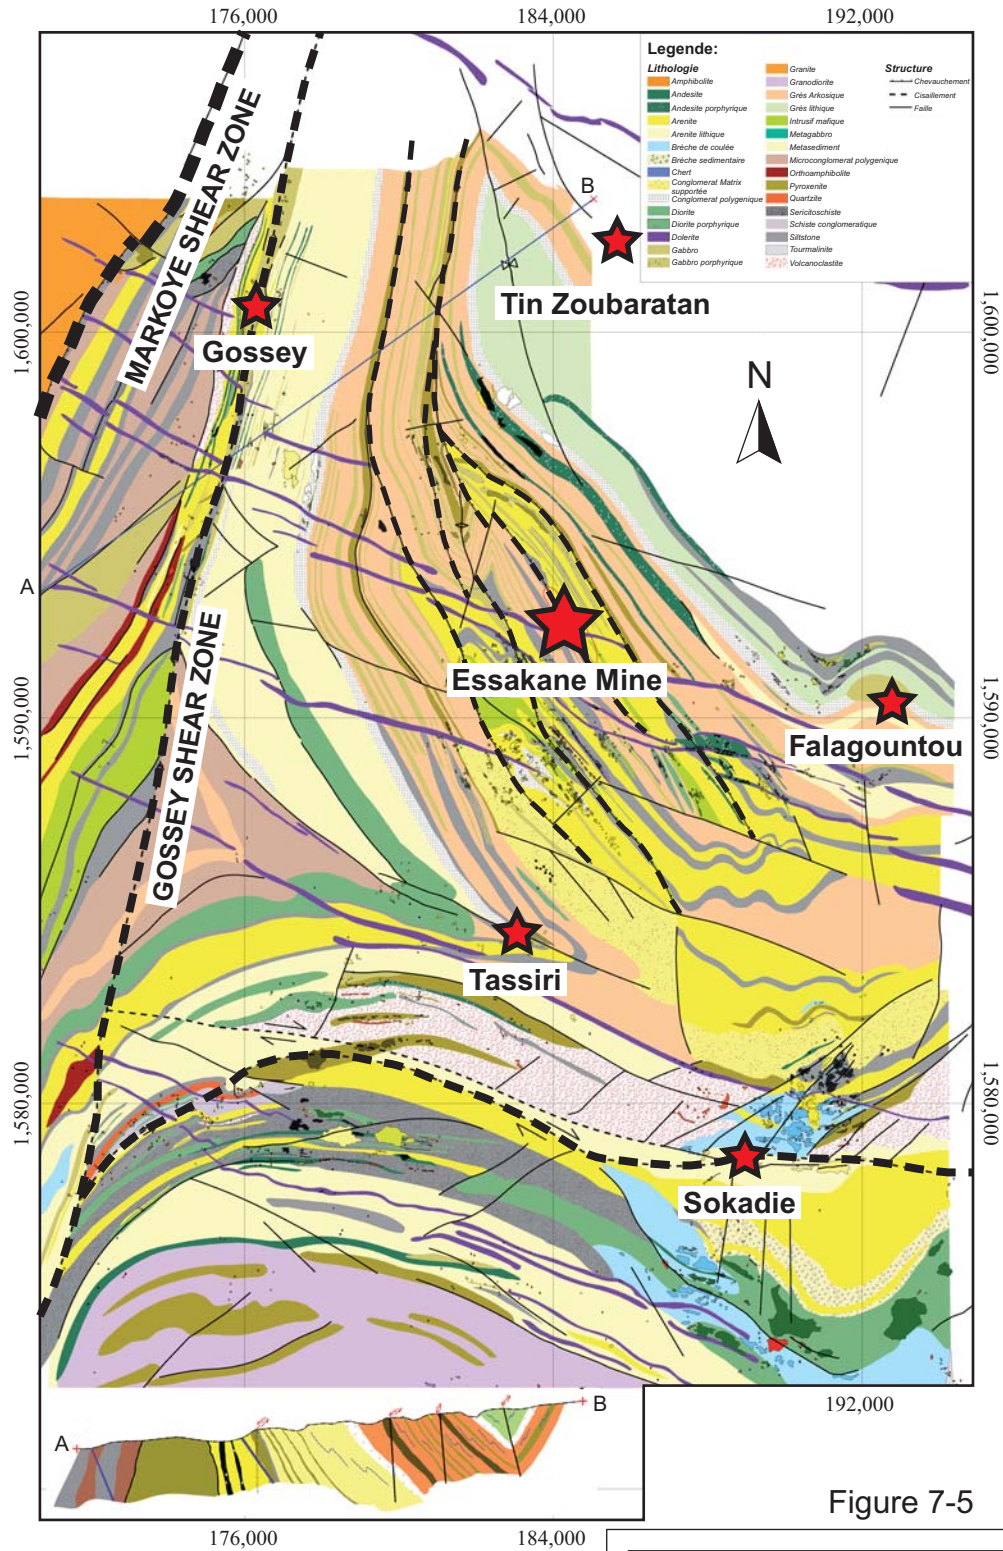 176,000
184,000
192,000
Legende:
Lithologie
Amphibolite
Andesite
Andesite porphyrique
Arenite
Arenite lithique
Brèche de coulée
Brèche sedimentaire
Chert
Conglomerat Matrix
supportée
Conglomerat polygenique
Diorite
Diorite porphyrique
Dolerite
Gabbro
Gabbro porphyrique
Granite
Granodiorite
Grès Arkosique
Grès lithique
Intrusif mafique
Metagabbro
Metasediment
Microconglomerat polygenique
Orthoamphibolite
Pyroxenite
Quartzite
Sericitoschiste
Schiste conglomeratique
Siltstone
Tourmalinite
Volcanoclastite
Structure
Chevauchement
Cisaillement
Faille
MARKOYE SHEAR ZONE
B
Tin Zoubaratan
Gossey
1,600,000
1,600,000
N
A
Essakane Mine
GOSSEY SHEAR ZONE
1,590,000
1,590,000
Falagountou
Tassiri
1,580,000
1,580,000
Sokadie
A
B
192,000
Figure 7-5
176,000
184,000